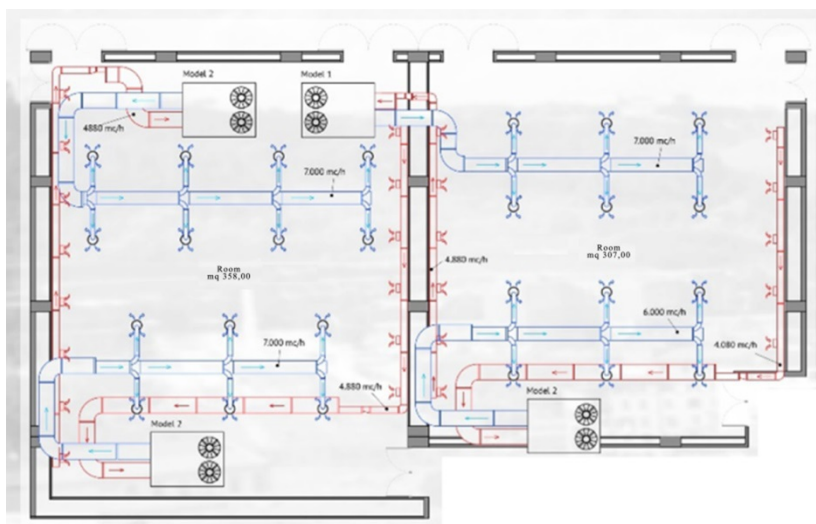 Model 2
Model 1
4880 mc/h
7.000 mc/h
7.000 mc/h
Room
mq 358,00
Room
mq 307,00
4.880 mc/h
6.000 mc/h
7.000 mc/h
4.080 mc/h
4.880 mc/h
Model 2
Model 2